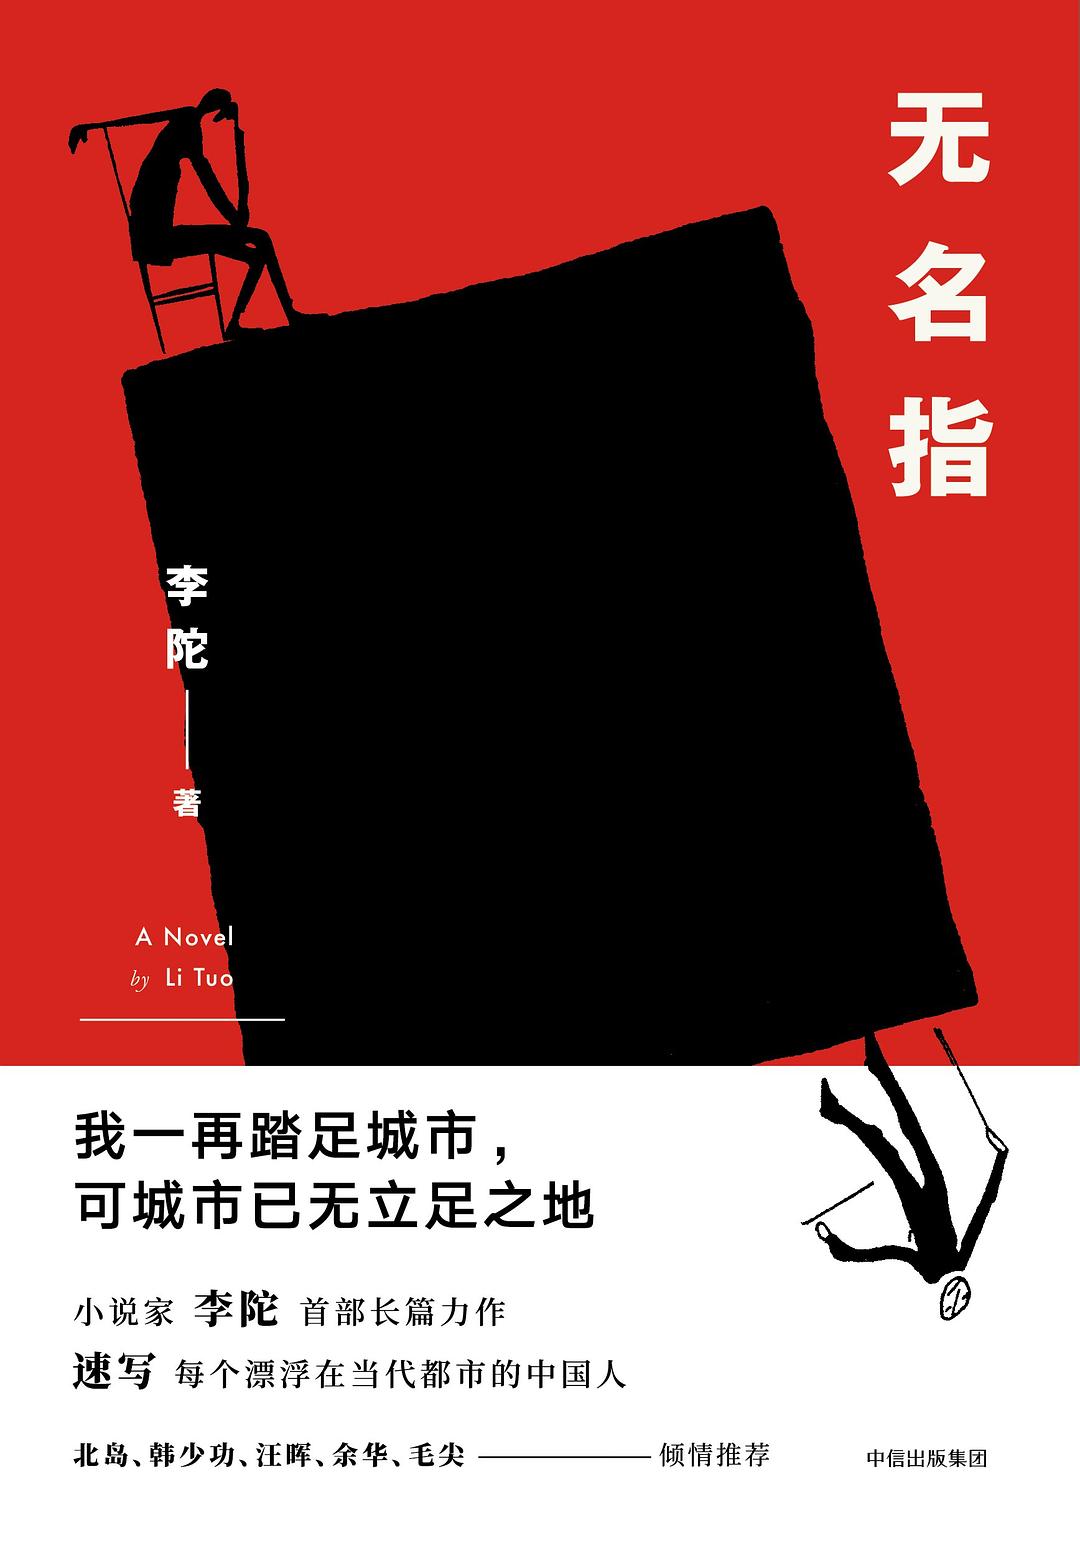 无名指
李陀
著
A Novel
by Li Tuo
我一再踏足城市,
可城市已无立足之地
小说家 李陀 首部长篇力作
速写 每个漂浮在当代都市的中国人
北岛、韩少功、汪晖、余华、毛尖——倾情推荐
中信出版集团